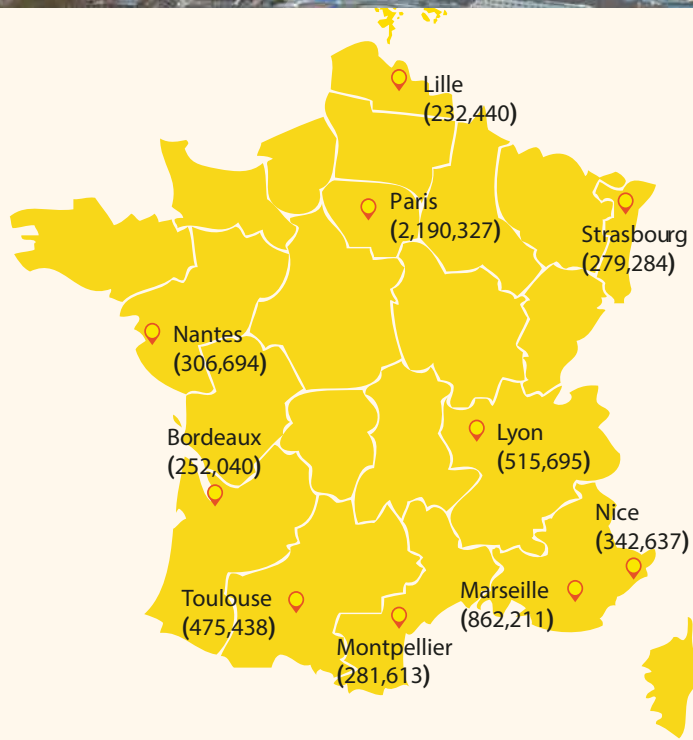 Lille
(232,440)
Paris
(2,190,327)
Strasbourg
(279,284)
Nantes
(306,694)
Bordeaux
(252,040)
Lyon
(515,695)
Nice
(342,637)
Toulouse
(475,438)
Marseille
(862,211)
Montpellier
(281,613)